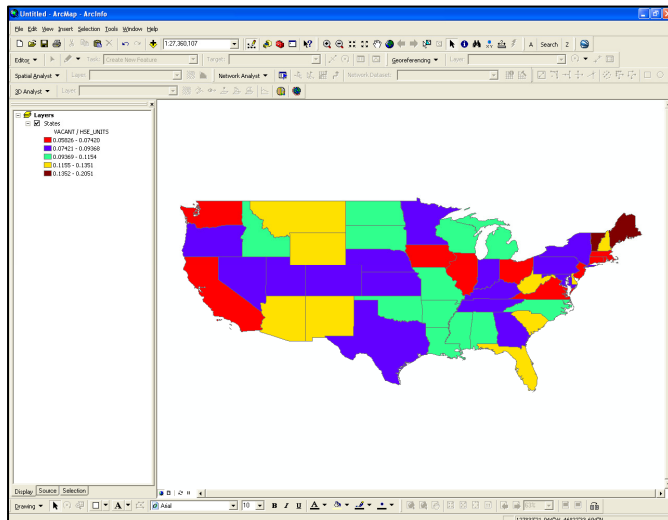 Untitled - ArcMap - ArcInfo
File Edit View Insert Selection Tools Window Help
1:27,360,107
A Search Z
Editor Task: Create New Feature Target: Georeferencing Layer:
Spatial Analyst Layer: Network Analyst Network Dataset:
3D Analyst Layer:
Layers
States
VACANT / HSE_UNITS
0.05826 - 0.07420
0.07421 - 0.09368
0.09369 - 0.1154
0.1155 - 0.1351
0.1352 - 0.2051
Display Source Selection
Drawing A Arial 10 B I U A